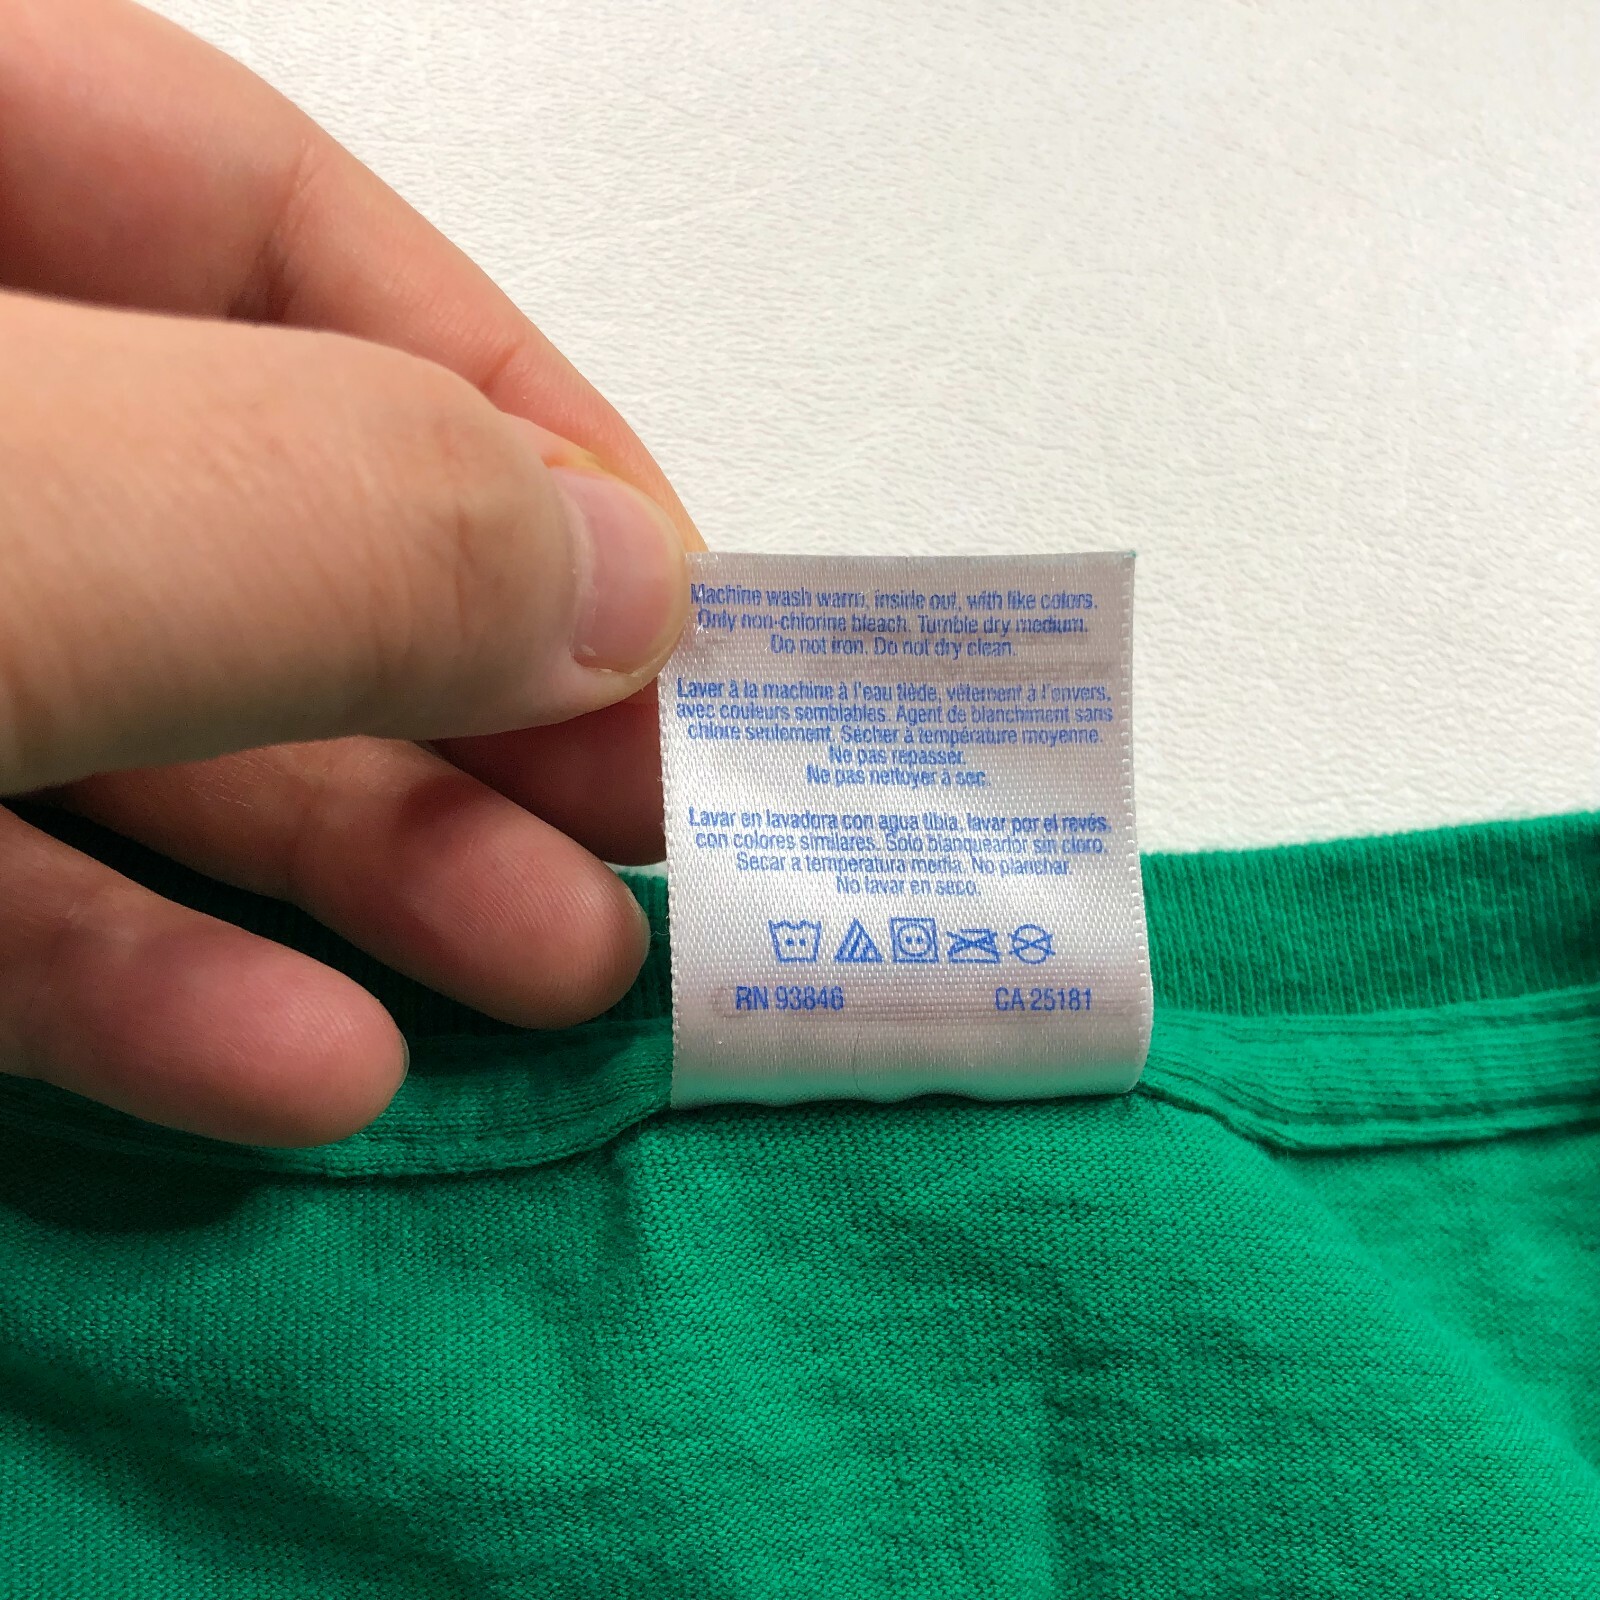 Machine wash warm, inside out, with like colors.
Only non-chlorine bleach. Tumble dry medium.
Do not iron. Do not dry clean.
Laver à la machine à l'eau tiède, vêtement à l'envers,
avec couleurs semblables. Agent de blanchiment sans
chlore seulement. Sécher à température moyenne.
Ne pas repasser.
Ne pas nettoyer à sec.
Lavar en lavadora con agua tibia, lavar por el revés,
con colores similares. Solo blanqueador sin cloro.
Secar a temperatura media. No planchar.
No lavar en seco.
RN 93846 CA 25181